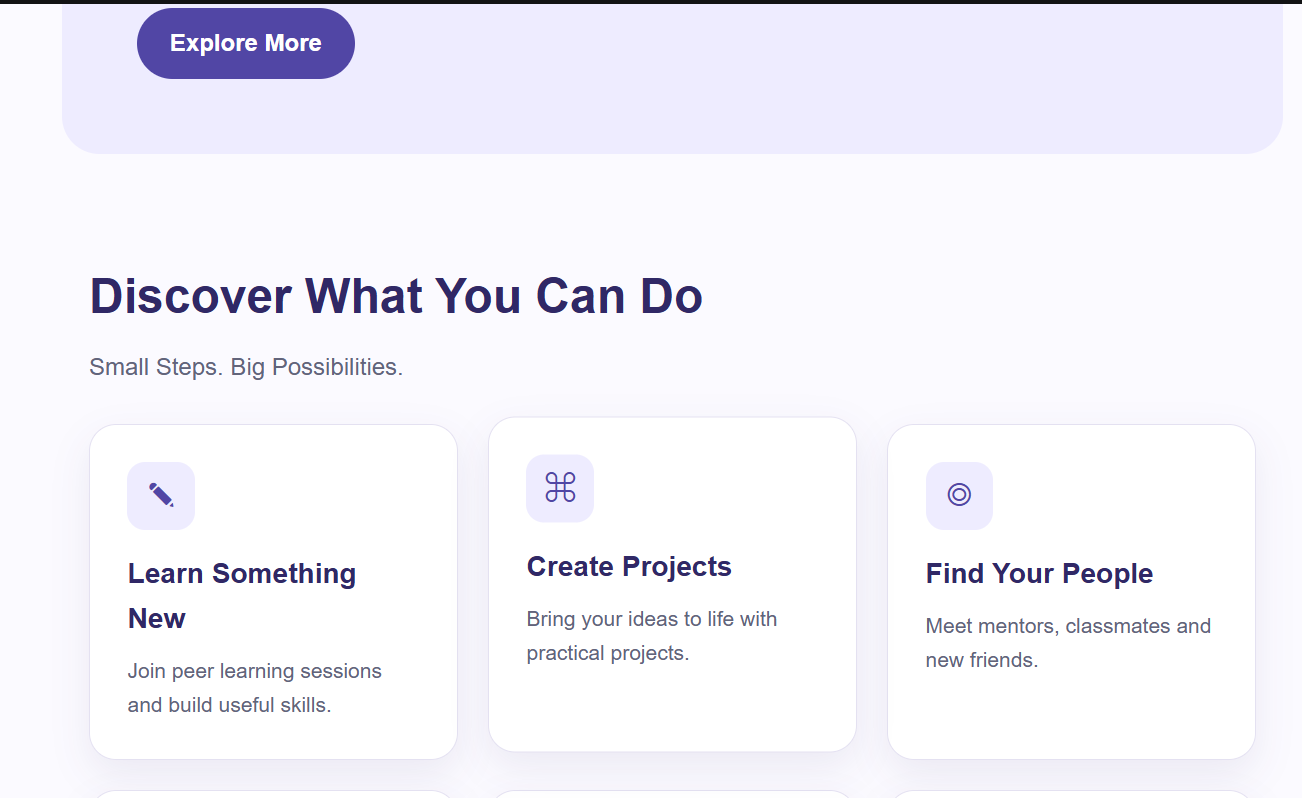 Explore More
Discover What You Can Do
Small Steps. Big Possibilities.
Learn Something
New
Join peer learning sessions
and build useful skills.
Create Projects
Bring your ideas to life with
practical projects.
Find Your People
Meet mentors, classmates and
new friends.